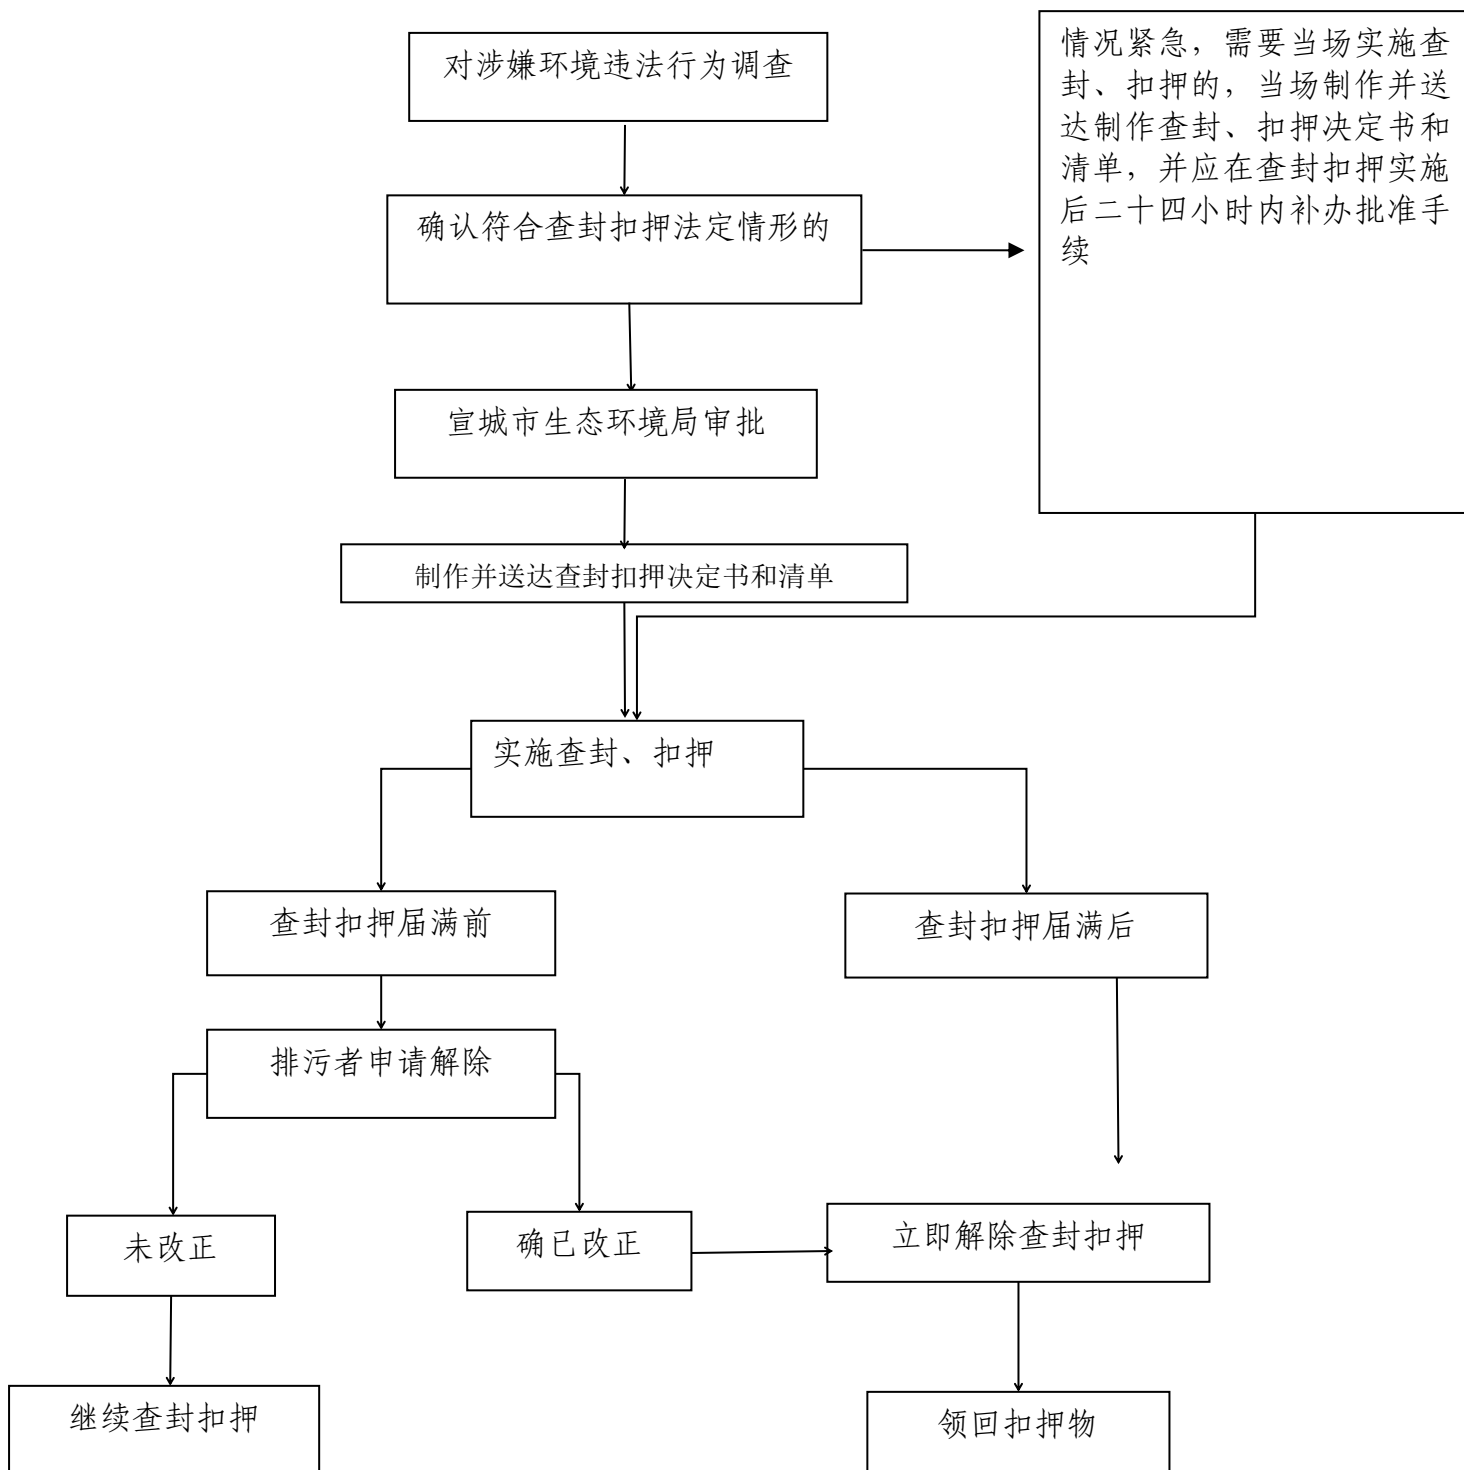 对涉嫌环境违法行为调查
情况紧急，需要当场实施查
封、扣押的，当场制作并送
达制作查封、扣押决定书和
清单，并应在查封扣押实施
后二十四小时内补办批准手
续
确认符合查封扣押法定情形的
宣城市生态环境局审批
制作并送达查封扣押决定书和清单
实施查封、扣押
查封扣押届满前
查封扣押届满后
排污者申请解除
未改正
确已改正
立即解除查封扣押
继续查封扣押
领回扣押物